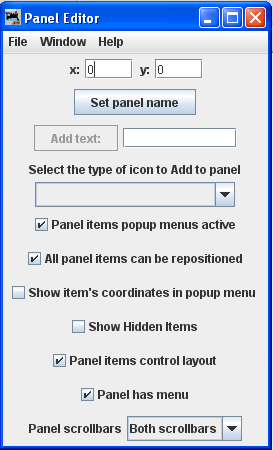 Panel Editor
File Window Help
x: 0 y: 0
Set panel name
Add text:
Select the type of icon to Add to panel
Panel items popup menus active
All panel items can be repositioned
Show item's coordinates in popup menu
Show Hidden Items
Panel items control layout
Panel has menu
Panel scrollbars Both scrollbars